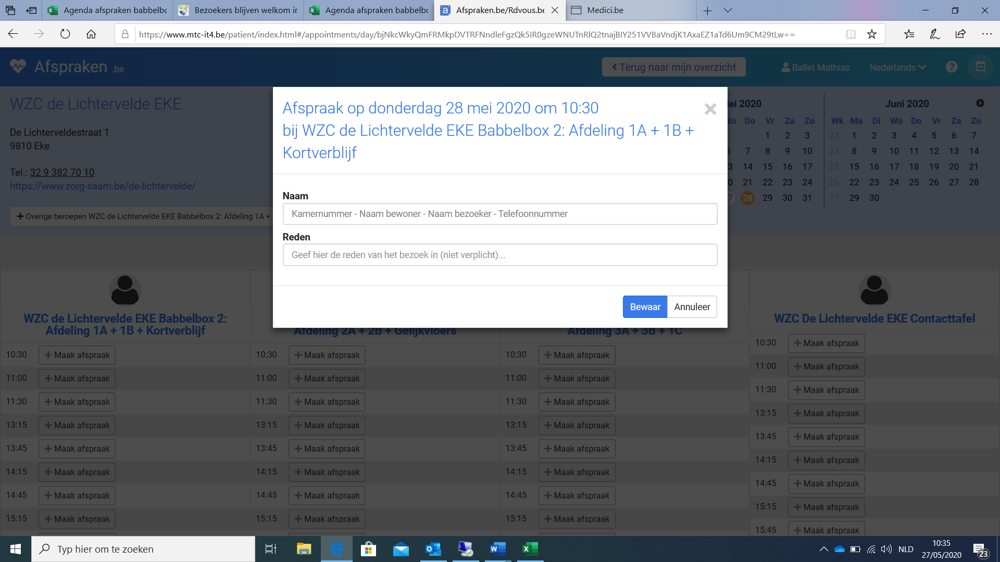 Agenda afspraken babbelbo
Bezoekers blijven welkom in
Agenda afspraken babbelbo
Afspraken.be/Rdvous.be
Medici.be
https://www.mtc-it4.be/patient/index.html#/appointments/day/bjNkcWkyQmFRMkpDVTRFNndleFgzQk5IR0gzeWNUTnRlQ2tnajBIY251VVBaVndjK1AxaEZ1aTd6Um9CM29tLw==
Afspraken .be
Terug naar mijn overzicht
Ballet Mathias
Nederlands
WZC de Lichtervelde EKE
De Lichterveldestraat 1
9810 Eke
Tel.: 32 9 382 70 10
https://www.zorg-saam.be/de-lichtervelde/
Overige beroepen WZC de Lichtervelde EKE Babbelbox 2: Afdeling 1A +
Afspraak op donderdag 28 mei 2020 om 10:30
bij WZC de Lichtervelde EKE Babbelbox 2: Afdeling 1A + 1B +
Kortverblijf
Naam
Kamernummer - Naam bewoner - Naam bezoeker - Telefoonnummer
Reden
Geef hier de reden van het bezoek in (niet verplicht)...
Bewaar
Annuleer
ei 2020
Wo Do Vr Za Zo
1 2 3
6 7 8 9 10
3 14 15 16 17
0 21 22 23 24
7 28 29 30 31
Juni 2020
Wk Ma Di Wo Do Vr Za Zo
23 1 2 3 4 5 6 7
24 8 9 10 11 12 13 14
25 15 16 17 18 19 20 21
26 22 23 24 25 26 27 28
27 29 30
WZC de Lichtervelde EKE Babbelbox 2:
Afdeling 1A + 1B + Kortverblijf
10:30 Maak afspraak
11:00 Maak afspraak
11:30 Maak afspraak
13:15 Maak afspraak
13:45 Maak afspraak
14:15 Maak afspraak
14:45 Maak afspraak
15:15 Maak afspraak
Afdeling 2A + 2B + Gelijkvloers
10:30 Maak afspraak
11:00 Maak afspraak
11:30 Maak afspraak
13:15 Maak afspraak
13:45 Maak afspraak
14:15 Maak afspraak
14:45 Maak afspraak
15:15 Maak afspraak
Afdeling 3A + 3B + 1C
10:30 Maak afspraak
11:00 Maak afspraak
11:30 Maak afspraak
13:15 Maak afspraak
13:45 Maak afspraak
14:15 Maak afspraak
14:45 Maak afspraak
15:15 Maak afspraak
WZC De Lichtervelde EKE Contacttafel
10:30 Maak afspraak
11:00 Maak afspraak
11:30 Maak afspraak
13:15 Maak afspraak
13:45 Maak afspraak
14:15 Maak afspraak
14:45 Maak afspraak
15:15 Maak afspraak
15:45 Maak afspraak
Typ hier om te zoeken
NLD
10:35
27/05/2020
23